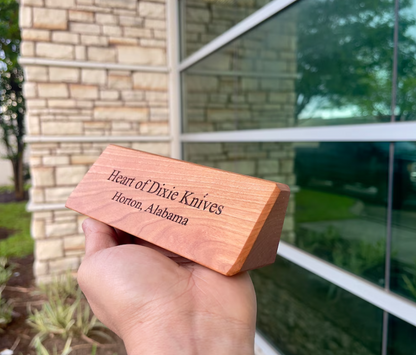 Heart of Dixie Knives
Horton, Alabama